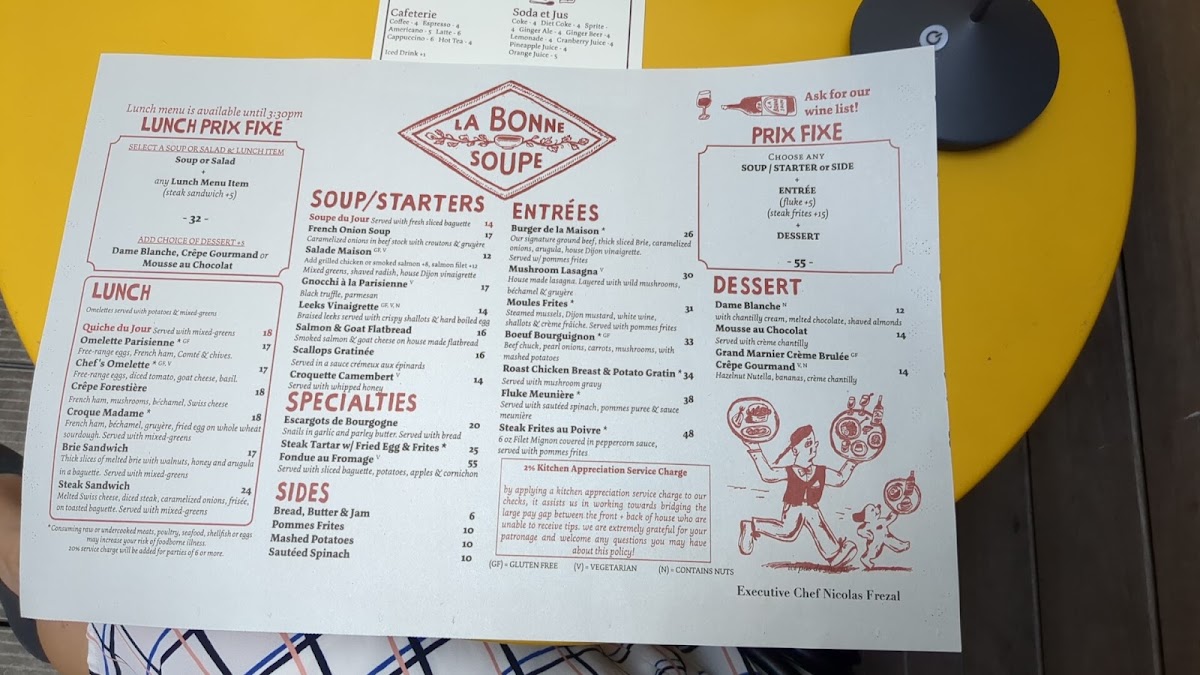 Cafeterie
Coffee - 4 Espresso - 4
Americano - 5 Latte - 6
Cappuccino - 6 Hot Tea - 4
Iced Drink +1
Soda et Jus
Coke - 4 Diet Coke - 4 Sprite -
4 Ginger Ale - 4 Ginger Beer - 4
Lemonade - 4 Cranberry Juice - 4
Pineapple Juice - 4
Orange Juice - 5
Lunch menu is available until 3:30pm
LUNCH PRIX FIXE
SELECT A SOUP OR SALAD & LUNCH ITEM
Soup or Salad
+
any Lunch Menu Item
(steak sandwich +5)
- 32 -
ADD CHOICE OF DESSERT +5
Dame Blanche, Crêpe Gourmand or
Mousse au Chocolat
LUNCH
Omelettes served with potatoes & mixed-greens
Quiche du Jour Served with mixed-greens 18
Omelette Parisienne * GF 17
Free-range eggs, French ham, Comté & chives.
Chef's Omelette * GF, V 17
Free-range eggs, diced tomato, goat cheese, basil.
Crêpe Forestière 18
French ham, mushrooms, béchamel, Swiss cheese
Croque Madame * 18
French ham, béchamel, gruyère, fried egg on whole wheat
sourdough. Served with mixed-greens
Brie Sandwich 17
Thick slices of melted brie with walnuts, honey and arugula
in a baguette. Served with mixed-greens
Steak Sandwich 24
Melted Swiss cheese, diced steak, caramelized onions, frisée,
on toasted baguette. Served with mixed-greens
* Consuming raw or undercooked meats, poultry, seafood, shellfish or eggs
may increase your risk of foodborne illness.
20% service charge will be added for parties of 6 or more.
LA BONNE
SOUPE
SOUP/STARTERS
Soupe du Jour Served with fresh sliced baguette 14
French Onion Soup 17
Caramelized onions in beef stock with croutons & gruyère
Salade Maison GF, V 12
Add grilled chicken or smoked salmon +8, salmon filet +12
Mixed greens, shaved radish, house Dijon vinaigrette
Gnocchi à la Parisienne V 17
Black truffle, parmesan
Leeks Vinaigrette GF, V, N 14
Braised leeks served with crispy shallots & hard boiled egg
Salmon & Goat Flatbread 16
Smoked salmon & goat cheese on house made flatbread
Scallops Gratinée 16
Served in a sauce crémeux aux épinards
Croquette Camembert V 14
Served with whipped honey
SPECIALTIES
Escargots de Bourgogne 20
Snails in garlic and parley butter. Served with bread
Steak Tartar w/ Fried Egg & Frites * 25
Fondue au Fromage V 55
Served with sliced baguette, potatoes, apples & cornichon
SIDES
Bread, Butter & Jam 6
Pommes Frites 10
Mashed Potatoes 10
Sautéed Spinach 10
ENTRÉES
Burger de la Maison * 26
Our signature ground beef, thick sliced Brie, caramelized
onions, arugula, house Dijon vinaigrette.
Served w/ pommes frites
Mushroom Lasagna V 30
House made lasagna. Layered with wild mushrooms,
béchamel & gruyère
Moules Frites * 31
Steamed mussels, Dijon mustard, white wine,
shallots & crème fraîche. Served with pommes frites
Boeuf Bourguignon * GF 33
Beef chuck, pearl onions, carrots, mushrooms, with
mashed potatoes
Roast Chicken Breast & Potato Gratin * 34
Served with mushroom gravy
Fluke Meunière * 38
Served with sautéed spinach, pommes puree & sauce
meunière
Steak Frites au Poivre * 48
6 oz Filet Mignon covered in peppercorn sauce,
served with pommes frites
2% Kitchen Appreciation Service Charge
by applying a kitchen appreciation service charge to our
checks, it assists us in working towards bridging the
large pay gap between the front + back of house who are
unable to receive tips. we are extremely grateful for your
patronage and welcome any questions you may have
about this policy!
(GF) = GLUTEN FREE (V) = VEGETARIAN (N) = CONTAINS NUTS
Ask for our
wine list!
PRIX FIXE
CHOOSE ANY
SOUP / STARTER or SIDE
+
ENTRÉE
(fluke +5)
(steak frites +15)
+
DESSERT
- 55 -
DESSERT
Dame Blanche N 12
with chantilly cream, melted chocolate, shaved almonds
Mousse au Chocolat 14
Served with crème chantilly
Grand Marnier Crème Brulée GF
Crêpe Gourmand V, N 14
Hazelnut Nutella, bananas, crème chantilly
Executive Chef Nicolas Frezal